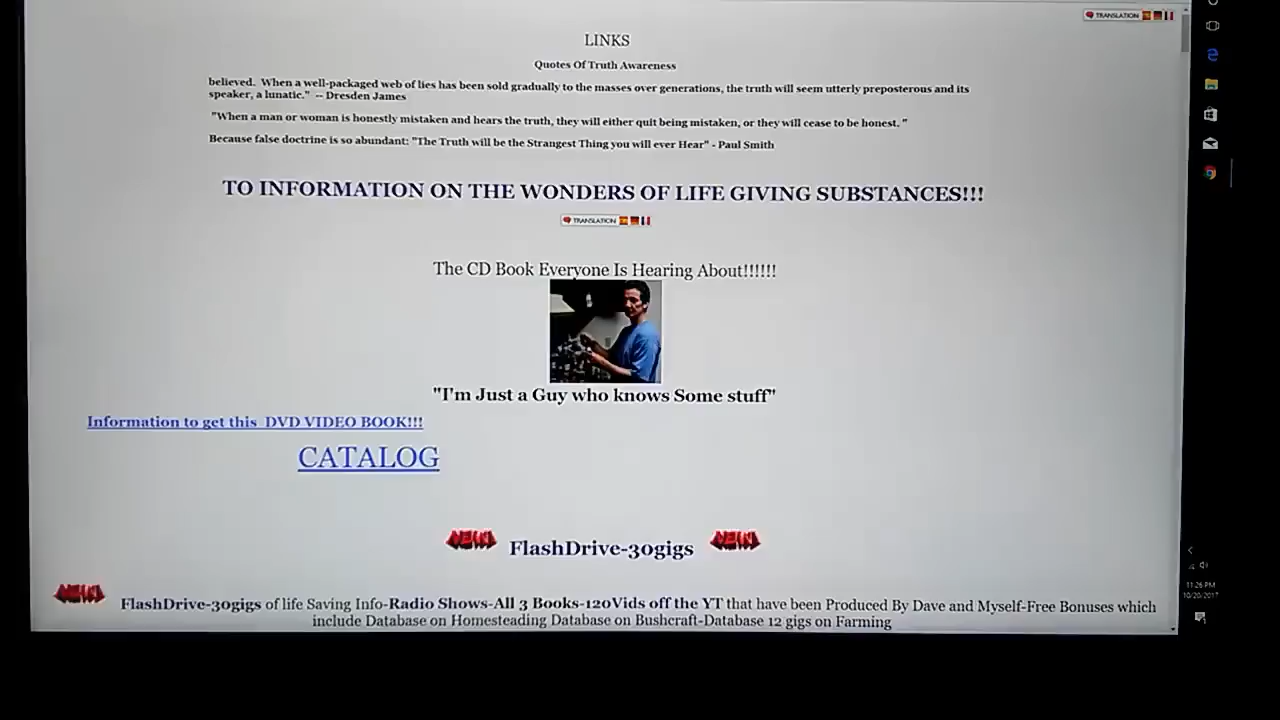 TRANSLATION
LINKS
Quotes Of Truth Awareness
believed. When a well-packaged web of lies has been sold gradually to the masses over generations, the truth will seem utterly preposterous and its
speaker, a lunatic." -- Dresden James
"When a man or woman is honestly mistaken and hears the truth, they will either quit being mistaken, or they will cease to be honest. "
Because false doctrine is so abundant: "The Truth will be the Strangest Thing you will ever Hear" - Paul Smith
TO INFORMATION ON THE WONDERS OF LIFE GIVING SUBSTANCES!!!
TRANSLATION
The CD Book Everyone Is Hearing About!!!!!!
"I'm Just a Guy who knows Some stuff"
Information to get this DVD VIDEO BOOK!!!
CATALOG
NEW! FlashDrive-30gigs NEW!
NEW! FlashDrive-30gigs of life Saving Info-Radio Shows-All 3 Books-120Vids off the YT that have been Produced By Dave and Myself-Free Bonuses which
include Database on Homesteading Database on Bushcraft-Database 12 gigs on Farming
11:26 PM
10/20/2017